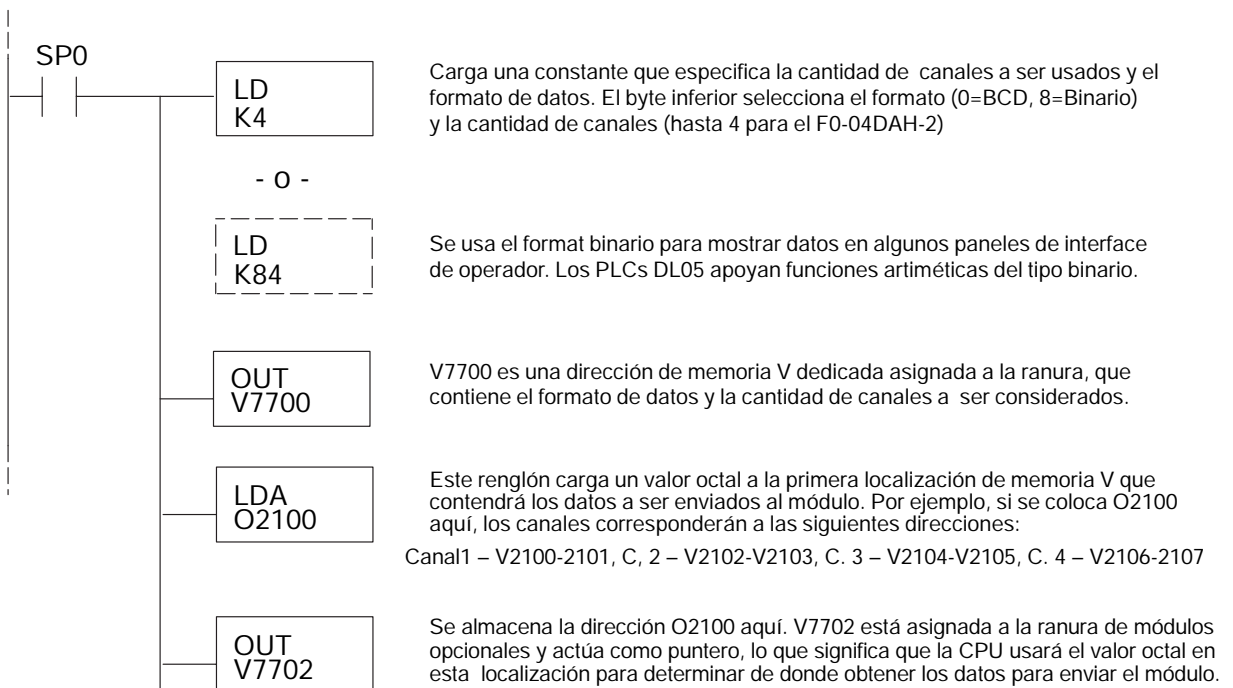 SP0
LD
K4
Carga una constante que especifica la cantidad de canales a ser usados y el
formato de datos. El byte inferior selecciona el formato (0=BCD, 8=Binario)
y la cantidad de canales (hasta 4 para el F0-04DAH-2)
- o -
LD
K84
Se usa el format binario para mostrar datos en algunos paneles de interface
de operador. Los PLCs DL05 apoyan funciones artiméticas del tipo binario.
OUT
V7700
V7700 es una dirección de memoria V dedicada asignada a la ranura, que
contiene el formato de datos y la cantidad de canales a ser considerados.
LDA
O2100
Este renglón carga un valor octal a la primera localización de memoria V que
contendrá los datos a ser enviados al módulo. Por ejemplo, si se coloca O2100
aquí, los canales corresponderán a las siguientes direcciones:
Canal1 – V2100-2101, C, 2 – V2102-V2103, C. 3 – V2104-V2105, C. 4 – V2106-2107
OUT
V7702
Se almacena la dirección O2100 aquí. V7702 está asignada a la ranura de módulos
opcionales y actúa como puntero, lo que significa que la CPU usará el valor octal en
esta localización para determinar de donde obtener los datos para enviar el módulo.